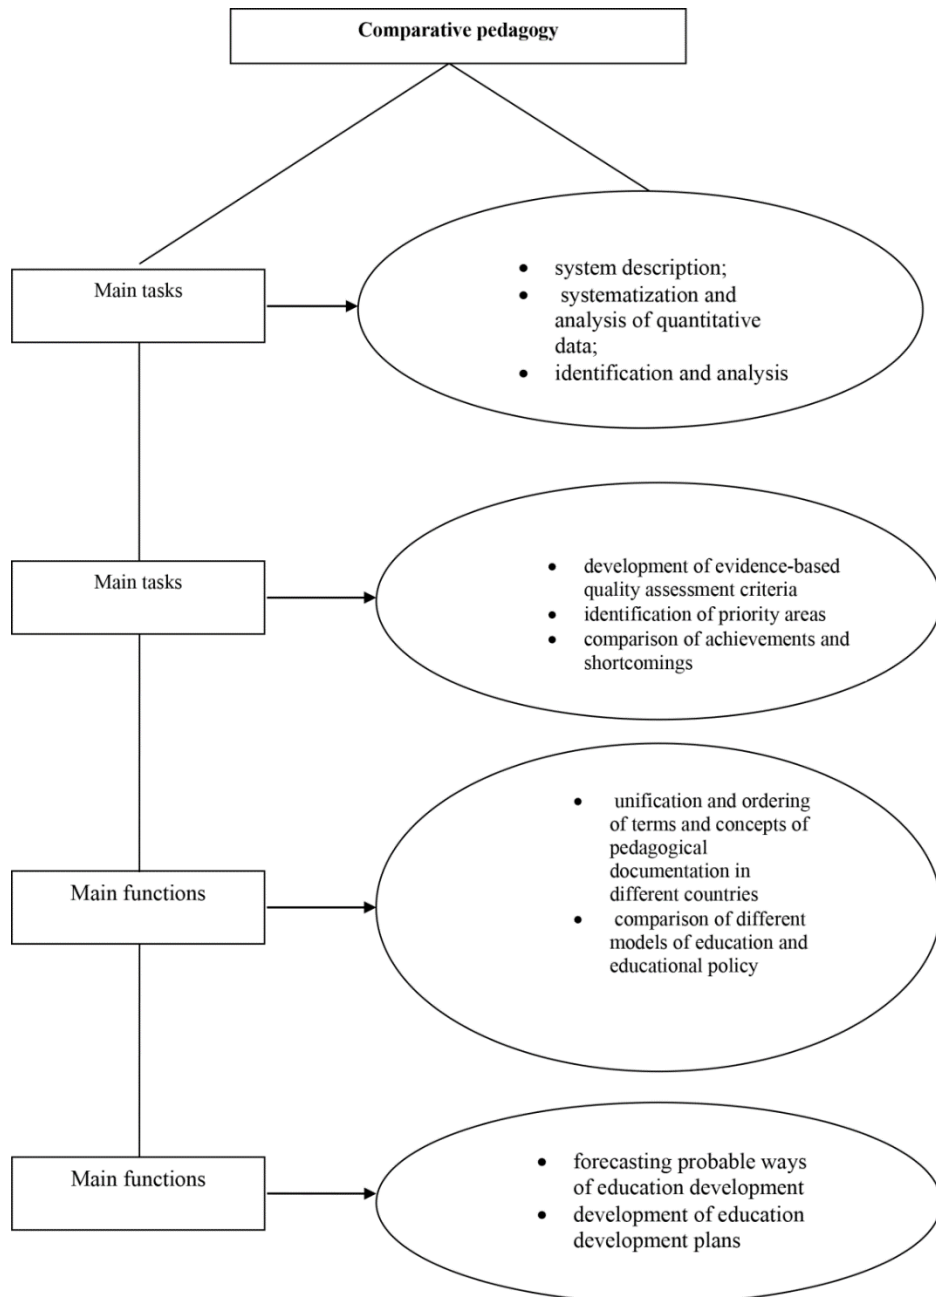 Comparative pedagogy
Main tasks
• system description;
• systematization and
analysis of quantitative
data;
• identification and analysis
Main tasks
• development of evidence-based
quality assessment criteria
• identification of priority areas
• comparison of achievements and
shortcomings
Main functions
• unification and ordering
of terms and concepts of
pedagogical
documentation in
different countries
• comparison of different
models of education and
educational policy
Main functions
• forecasting probable ways
of education development
• development of education
development plans